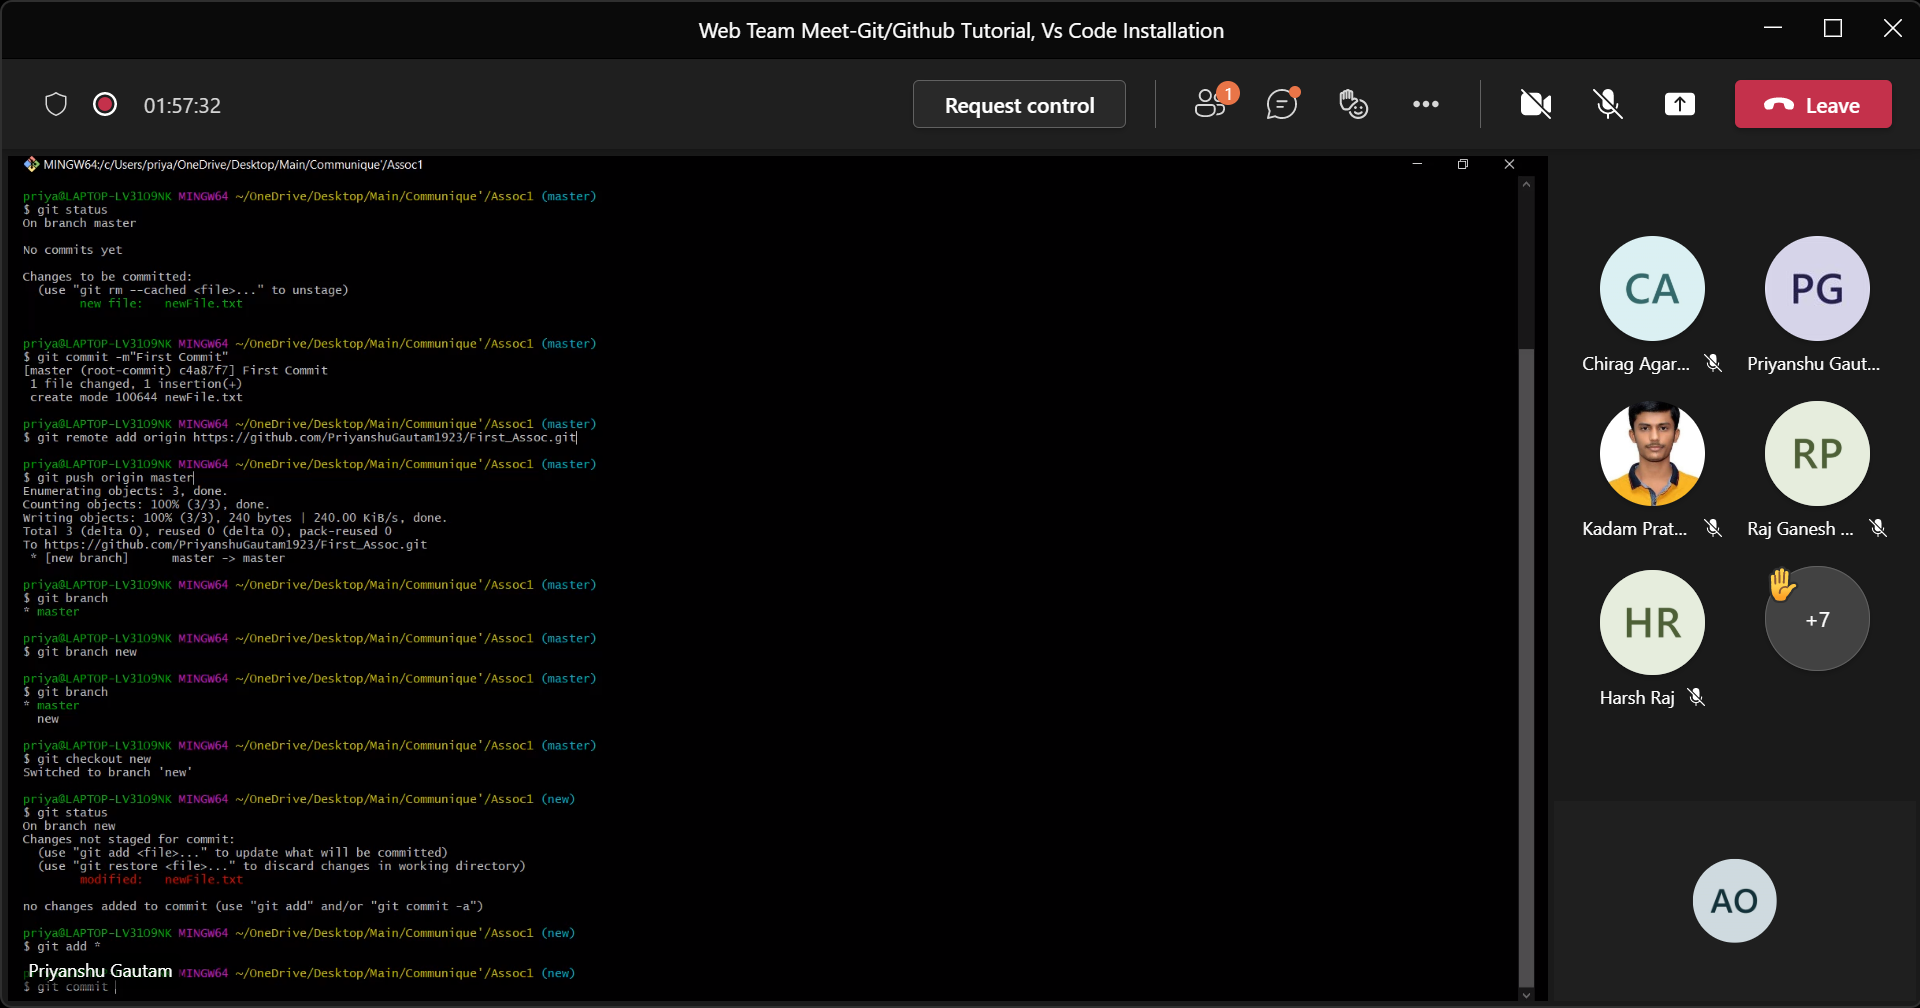 Web Team Meet-Git/Github Tutorial, Vs Code Installation
01:57:32
Request control
1
Leave
MINGW64:/c/Users/priya/OneDrive/Desktop/Main/Communique'/Assoc1
priya@LAPTOP-LV31O9NK MINGW64 ~/OneDrive/Desktop/Main/Communique'/Assoc1 (master)
$ git status
On branch master
No commits yet
Changes to be committed:
(use "git rm --cached <file>..." to unstage)
new file: newFile.txt
priya@LAPTOP-LV31O9NK MINGW64 ~/OneDrive/Desktop/Main/Communique'/Assoc1 (master)
$ git commit -m"First Commit"
[master (root-commit) c4a87f7] First Commit
1 file changed, 1 insertion(+)
create mode 100644 newFile.txt
priya@LAPTOP-LV31O9NK MINGW64 ~/OneDrive/Desktop/Main/Communique'/Assoc1 (master)
$ git remote add origin https://github.com/PriyanshuGautam1923/First_Assoc.git
priya@LAPTOP-LV31O9NK MINGW64 ~/OneDrive/Desktop/Main/Communique'/Assoc1 (master)
$ git push origin master
Enumerating objects: 3, done.
Counting objects: 100% (3/3), done.
Writing objects: 100% (3/3), 240 bytes | 240.00 KiB/s, done.
Total 3 (delta 0), reused 0 (delta 0), pack-reused 0
To https://github.com/PriyanshuGautam1923/First_Assoc.git
* [new branch] master -> master
priya@LAPTOP-LV31O9NK MINGW64 ~/OneDrive/Desktop/Main/Communique'/Assoc1 (master)
$ git branch
* master
priya@LAPTOP-LV31O9NK MINGW64 ~/OneDrive/Desktop/Main/Communique'/Assoc1 (master)
$ git branch new
priya@LAPTOP-LV31O9NK MINGW64 ~/OneDrive/Desktop/Main/Communique'/Assoc1 (master)
$ git branch
* master
new
priya@LAPTOP-LV31O9NK MINGW64 ~/OneDrive/Desktop/Main/Communique'/Assoc1 (master)
$ git checkout new
Switched to branch 'new'
priya@LAPTOP-LV31O9NK MINGW64 ~/OneDrive/Desktop/Main/Communique'/Assoc1 (new)
$ git status
On branch new
Changes not staged for commit:
(use "git add <file>..." to update what will be committed)
(use "git restore <file>..." to discard changes in working directory)
modified: newFile.txt
no changes added to commit (use "git add" and/or "git commit -a")
priya@LAPTOP-LV31O9NK MINGW64 ~/OneDrive/Desktop/Main/Communique'/Assoc1 (new)
$ git add *
Priyanshu Gautam MINGW64 ~/OneDrive/Desktop/Main/Communique'/Assoc1 (new)
$ git commit
CA
Chirag Agar...
PG
Priyanshu Gaut...
Kadam Prat...
RP
Raj Ganesh ...
HR
Harsh Raj
+7
AO